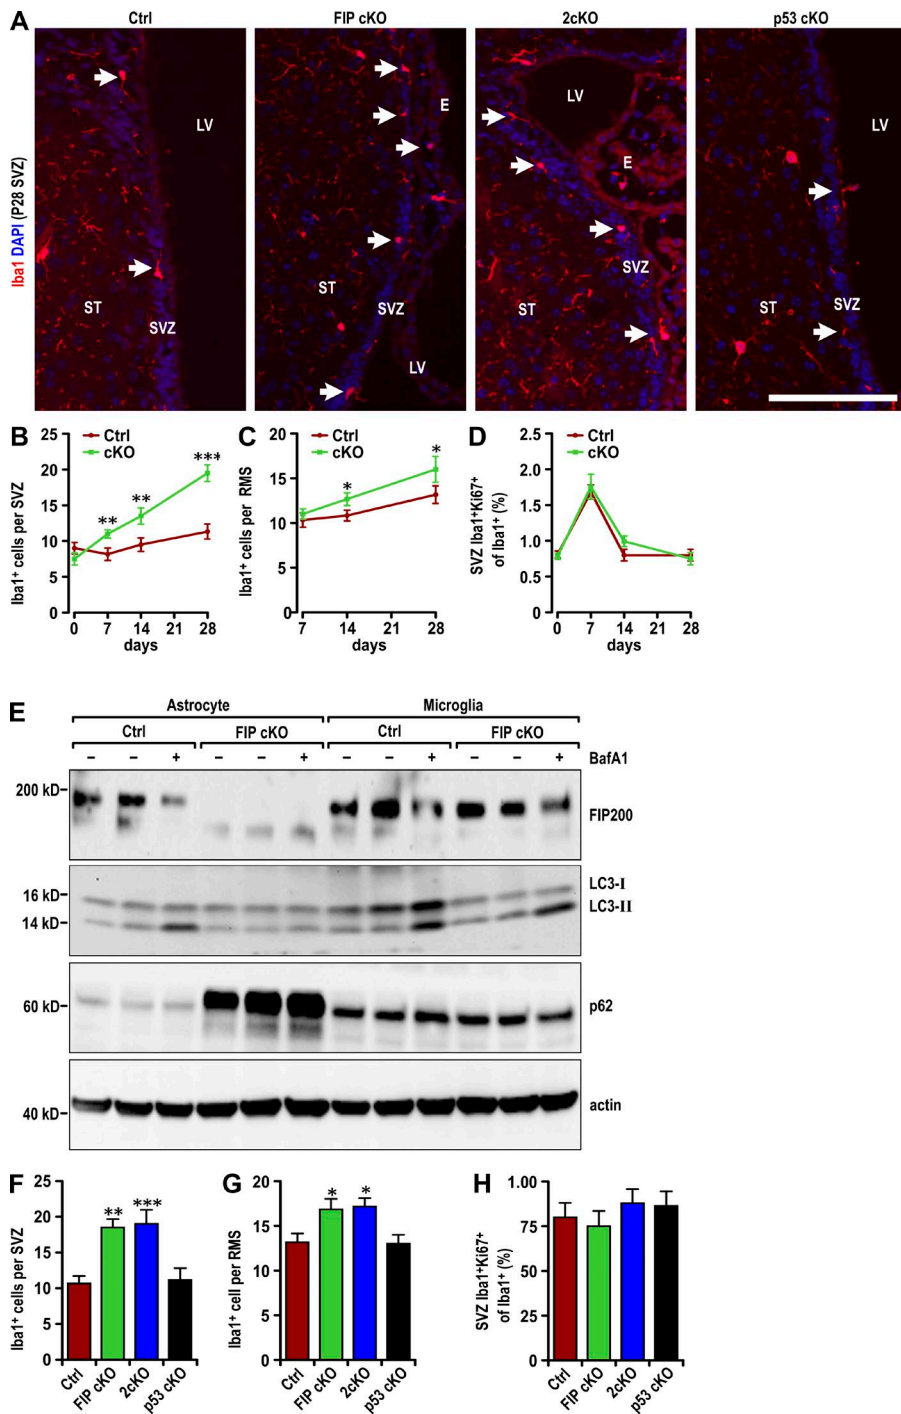 A
Ctrl
FIP cKO
2cKO
p53 cKO
Iba1 DAPI (P28 SVZ)
LV
ST
SVZ
E
ST
SVZ
LV
LV
E
SVZ
ST
LV
ST
SVZ
B
Ctrl
cKO
Iba1+ cells per SVZ
25
20
15
10
5
0
** ** ***
0 7 14 21 28
days
C
Ctrl
cKO
Iba1+ cells per RMS
20
15
10
5
0
* *
7 14 21 28
days
D
Ctrl
cKO
SVZ Iba1+Ki67+
of Iba1+ (%)
2.5
2.0
1.5
1.0
0.5
0
0 7 14 21 28
days
E
Astrocyte Microglia
Ctrl FIP cKO Ctrl FIP cKO
– – + – – + – – + – – + BafA1
200 kD
FIP200
16 kD
14 kD
LC3-I
LC3-II
60 kD
p62
40 kD
actin
F
Iba1+ cells per SVZ
25
20
15
10
5
0
** ***
Ctrl
FIP cKO
2cKO
p53 cKO
G
Iba1+ cell per RMS
20
15
10
5
0
* *
Ctrl
FIP cKO
2cKO
p53 cKO
H
SVZ Iba1+Ki67+
of Iba1+ (%)
1.00
75
50
25
0
Ctrl
FIP cKO
2cKO
p53 cKO